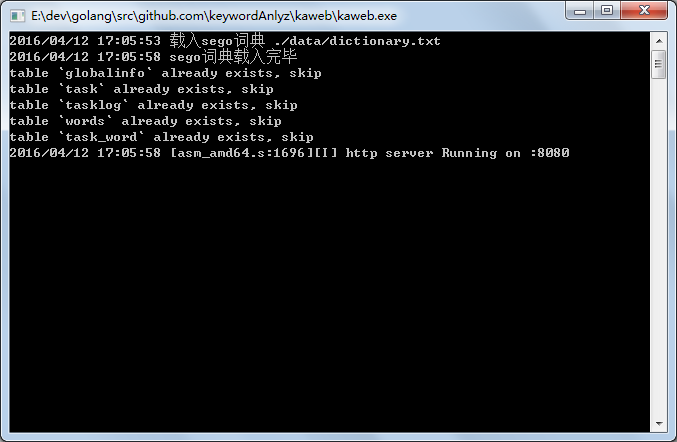 E:\dev\golang\src\github.com\keywordAnlyz\kaweb\kaweb.exe
2016/04/12 17:05:53 载入sego词典 ./data/dictionary.txt
2016/04/12 17:05:58 sego词典载入完毕
table `globalinfo` already exists, skip
table `task` already exists, skip
table `tasklog` already exists, skip
table `words` already exists, skip
table `task_word` already exists, skip
2016/04/12 17:05:58 [asm_amd64.s:1696][I] http server Running on :8080